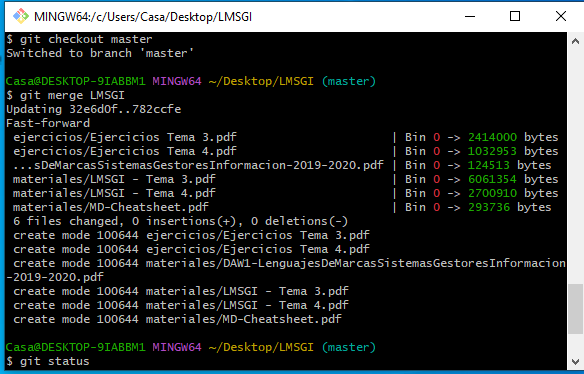 MINGW64:/c/Users/Casa/Desktop/LMSGI
$ git checkout master
Switched to branch 'master'
Casa@DESKTOP-9IABBM1 MINGW64 ~/Desktop/LMSGI (master)
$ git merge LMSGI
Updating 32e6d0f..782ccfe
Fast-forward
 ejercicios/Ejercicios Tema 3.pdf | Bin 0 -> 2414000 bytes
 ejercicios/Ejercicios Tema 4.pdf | Bin 0 -> 1032953 bytes
 ...sDeMarcasSistemasGestoresInformacion-2019-2020.pdf | Bin 0 -> 124513 bytes
 materiales/LMSGI - Tema 3.pdf | Bin 0 -> 6061354 bytes
 materiales/LMSGI - Tema 4.pdf | Bin 0 -> 2700910 bytes
 materiales/MD-Cheatsheet.pdf | Bin 0 -> 293736 bytes
 6 files changed, 0 insertions(+), 0 deletions(-)
 create mode 100644 ejercicios/Ejercicios Tema 3.pdf
 create mode 100644 ejercicios/Ejercicios Tema 4.pdf
 create mode 100644 materiales/DAW1-LenguajesDeMarcasSistemasGestoresInformacion
-2019-2020.pdf
 create mode 100644 materiales/LMSGI - Tema 3.pdf
 create mode 100644 materiales/LMSGI - Tema 4.pdf
 create mode 100644 materiales/MD-Cheatsheet.pdf
Casa@DESKTOP-9IABBM1 MINGW64 ~/Desktop/LMSGI (master)
$ git status